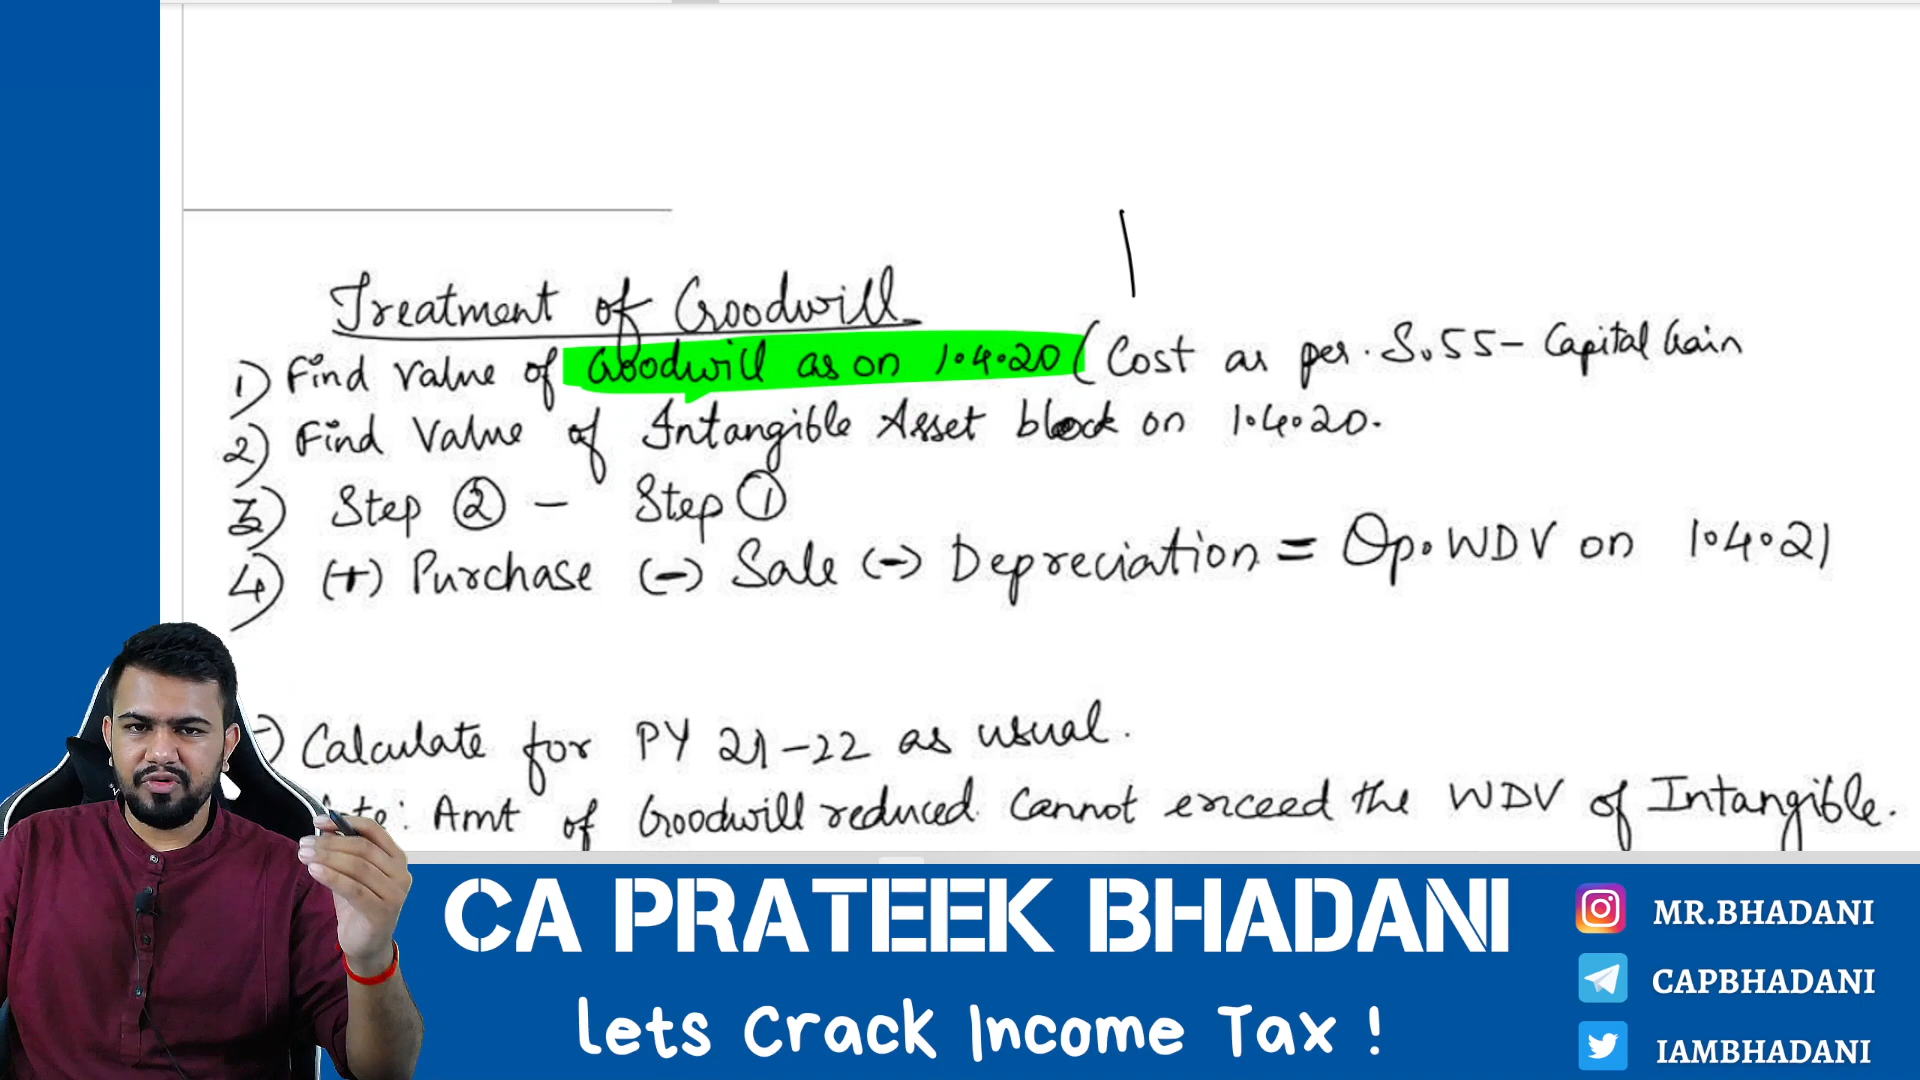 Treatment of Goodwill
1) Find Value of Goodwill as on 1.4.20 (Cost as per. S.55- Capital Gain
2) Find Value of Intangible Asset block on 1.4.20.
3) Step ② - Step ①
4) (+) Purchase (-) Sale (-) Depreciation = Op. WDV on 1.4.21
) Calculate for PY 21-22 as usual.
te: Amt of Goodwill reduced cannot exceed the WDV of Intangible.
CA PRATEEK BHADANI
Lets Crack Income Tax !
MR.BHADANI
CAPBHADANI
IAMBHADANI